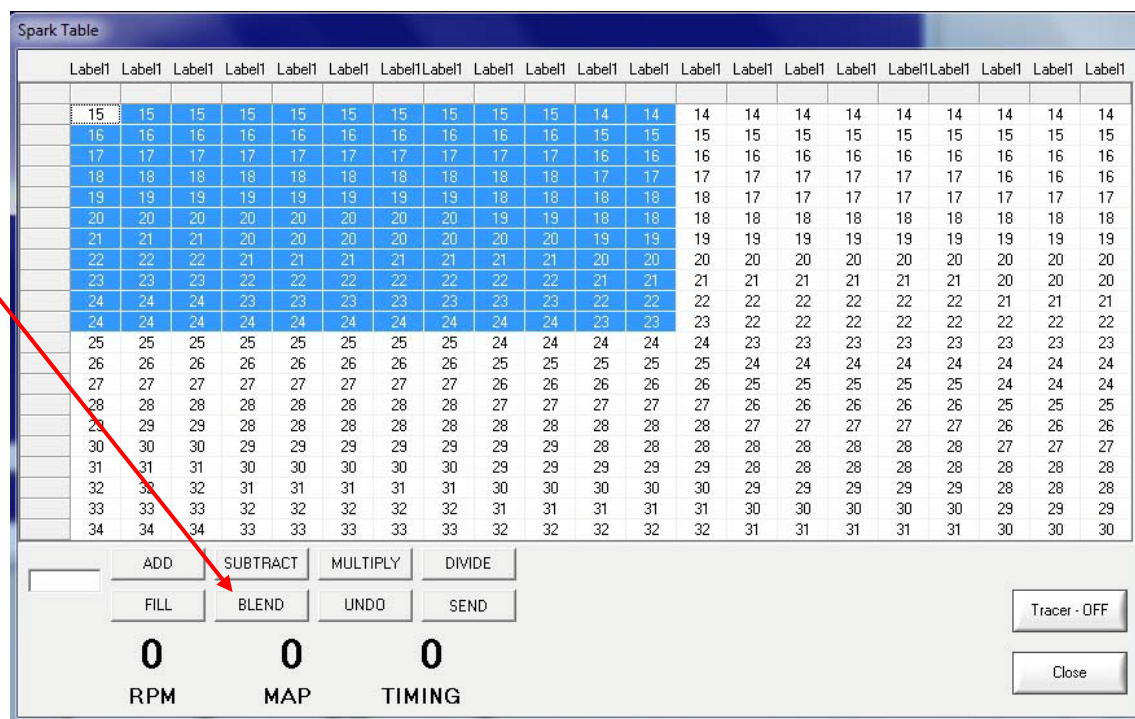 Spark Table
Label1 Label1 Label1 Label1 Label1 Label1 Label1 Label1 Label1 Label1 Label1 Label1 Label1 Label1 Label1 Label1 Label1 Label1 Label1 Label1 Label1
15 15 15 15 15 15 15 15 15 15 14 14 14 14 14 14 14 14 14 14 14
16 16 16 16 16 16 16 16 16 16 15 15 15 15 15 15 15 15 15 15 15
17 17 17 17 17 17 17 17 17 17 16 16 16 16 16 16 16 16 16 16 16
18 18 18 18 18 18 18 18 18 18 17 17 17 17 17 17 17 17 16 16 16
19 19 19 19 19 19 19 19 18 18 18 18 18 17 17 17 17 17 17 17 17
20 20 20 20 20 20 20 20 19 19 18 18 18 18 18 18 18 18 18 18 18
21 21 21 20 20 20 20 20 20 20 19 19 19 19 19 19 19 19 19 19 19
22 22 22 21 21 21 21 21 21 21 20 20 20 20 20 20 20 20 20 20 20
23 23 23 22 22 22 22 22 22 22 21 21 21 21 21 21 21 21 20 20 20
24 24 24 23 23 23 23 23 23 23 22 22 22 22 22 22 22 22 21 21 21
24 24 24 24 24 24 24 24 24 24 23 23 23 22 22 22 22 22 22 22 22
25 25 25 25 25 25 25 25 24 24 24 24 24 23 23 23 23 23 23 23 23
26 26 26 26 26 26 26 26 25 25 25 25 25 24 24 24 24 24 24 24 24
27 27 27 27 27 27 27 27 26 26 26 26 26 25 25 25 25 25 24 24 24
28 28 28 28 28 28 28 28 27 27 27 27 27 26 26 26 26 26 25 25 25
29 29 29 28 28 28 28 28 28 28 28 28 28 27 27 27 27 27 26 26 26
30 30 30 29 29 29 29 29 29 29 28 28 28 28 28 28 28 28 27 27 27
31 31 31 30 30 30 30 30 29 29 29 29 29 28 28 28 28 28 28 28 28
32 32 32 31 31 31 31 31 30 30 30 30 30 29 29 29 29 29 28 28 28
33 33 33 32 32 32 32 32 31 31 31 31 31 30 30 30 30 30 29 29 29
34 34 34 33 33 33 33 33 32 32 32 32 32 31 31 31 31 31 30 30 30
ADD SUBTRACT MULTIPLY DIVIDE
FILL BLEND UNDO SEND
Tracer - OFF
0 0 0
RPM MAP TIMING
Close